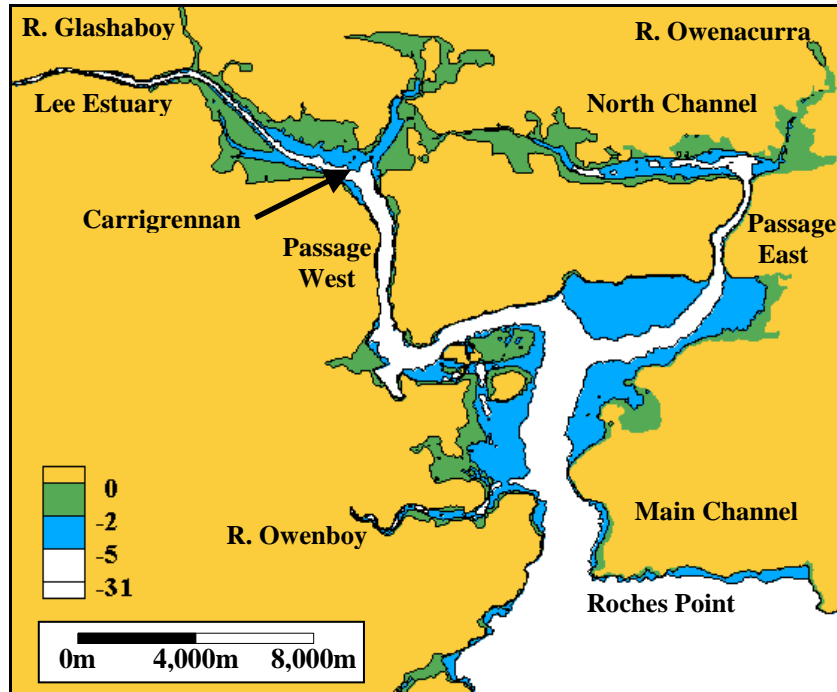 R. Glashaboy
R. Owenacurra
Lee Estuary
North Channel
Carrigrennan
Passage
West
Passage
East
0
-2
-5
-31
R. Owenboy
Main Channel
Roches Point
0m 4,000m 8,000m